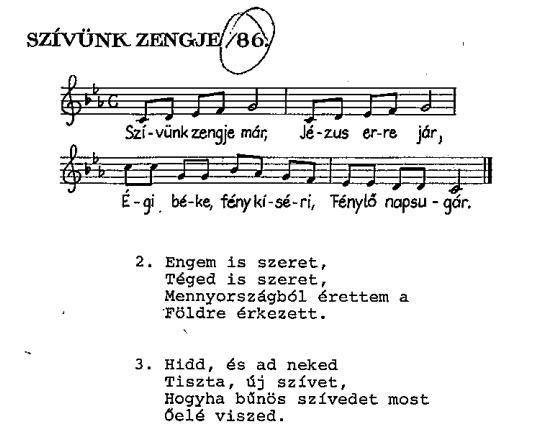 SZÍVÜNK ZENGJE /86.
Szí-vünk zengje már, Jé-zus er-re jár,
É-gi bé-ke, fény kí-sé-ri, Fénylő napsu-gár.
2. Engem is szeret,
Téged is szeret,
Mennyországból érettem a
Földre érkezett.
3. Hidd, és ad neked
Tiszta, új szívet,
Hogyha bűnös szívedet most
Őelé viszed.